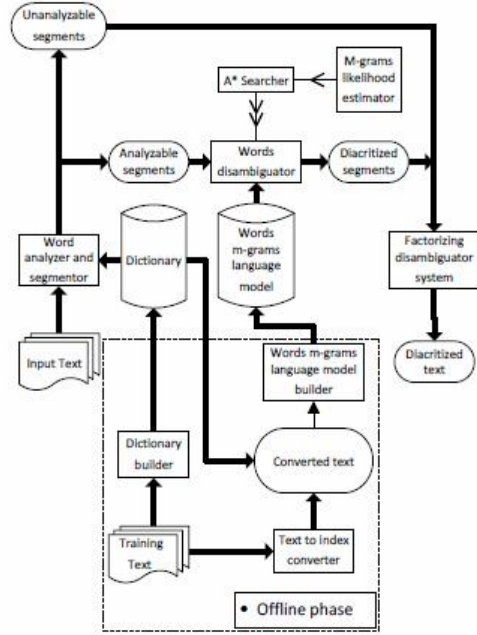 Unanalyzable
segments
A* Searcher
M-grams
likelihood
estimator
Analyzable
segments
Words
disambiguator
Diacritized
segments
Word
analyzer and
segmentor
Dictionary
Words
m-grams
language
model
Factorizing
disambiguator
system
Input Text
Words m-grams
language model
builder
Diacritized
text
Dictionary
builder
Converted text
Training
Text
Text to index
converter
• Offline phase